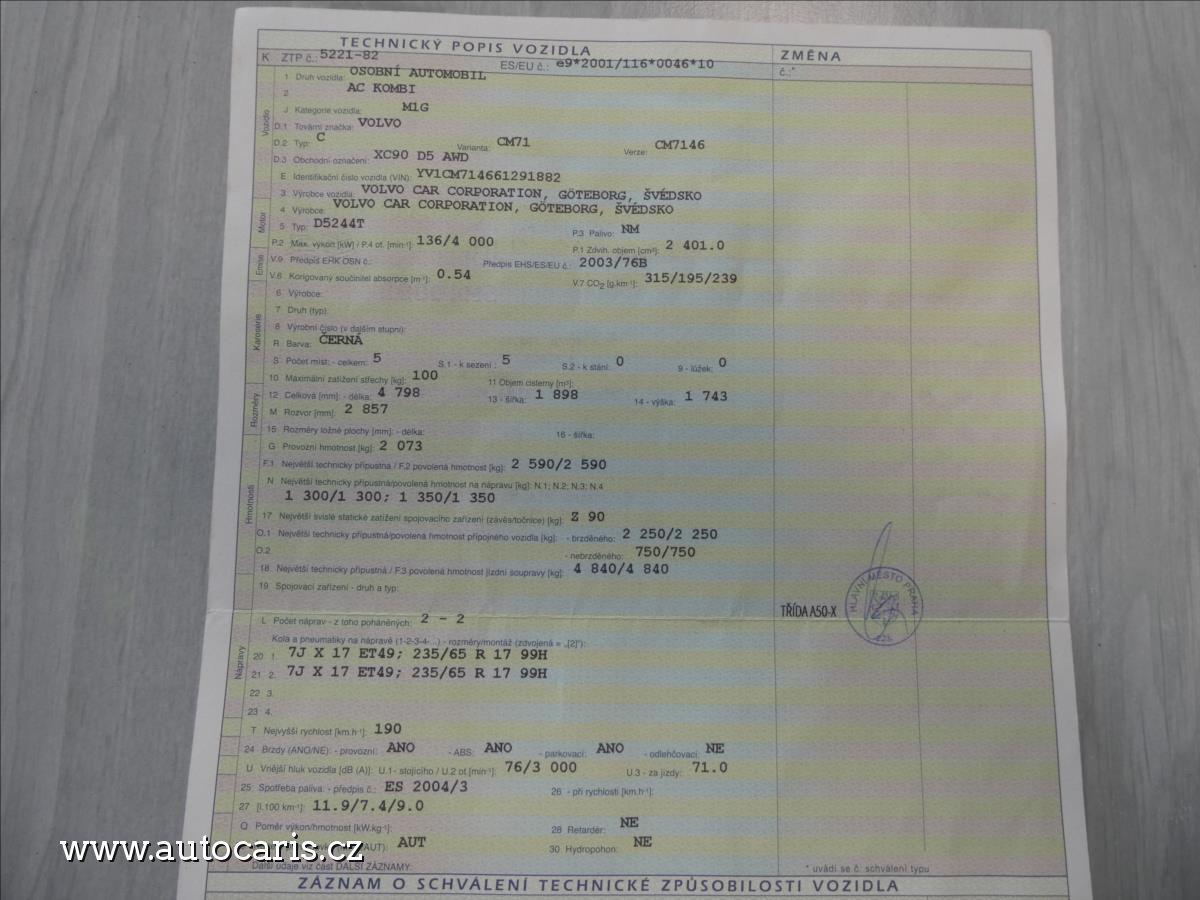 TECHNICKÝ POPIS VOZIDLA
ZMĚNA
K ZTP č.: 5221-82 ES/EU č.: e9*2001/116*0046*10
č.:*
1 Druh vozidla: OSOBNÍ AUTOMOBIL
2 AC KOMBI
J Kategorie vozidla: M1G
Vozidlo
D.1 Tovární značka: VOLVO
D.2 Typ: C Varianta: CM71 Verze: CM7146
D.3 Obchodní označení: XC90 D5 AWD
E Identifikační číslo vozidla (VIN): YV1CM714661291882
3 Výrobce vozidla: VOLVO CAR CORPORATION, GÖTEBORG, ŠVÉDSKO
4 Výrobce: VOLVO CAR CORPORATION, GÖTEBORG, ŠVÉDSKO
Motor
5 Typ: D5244T P.3 Palivo: NM
P.2 Max. výkon [kW] / P.4 ot. [min⁻¹]: 136/4 000 P.1 Zdvih. objem [cm³]: 2 401.0
Emise
V.9 Předpis EHK OSN č.: Předpis EHS/ES/EU č.: 2003/76B
V.6 Korigovaný součinitel absorpce [m⁻¹]: 0.54 V.7 CO₂ [g.km⁻¹]: 315/195/239
6 Výrobce:
7 Druh (typ):
Karoserie
8 Výrobní číslo (v dalším stupni):
R Barva: ČERNÁ
S Počet míst: - celkem: 5 S.1 - k sezení: 5 S.2 - k stání: 0 9 - lůžek: 0
10 Maximální zatížení střechy [kg]: 100 11 Objem cisterny [m³]:
Rozměry
12 Celková [mm]: - délka: 4 798 13 - šířka: 1 898 14 - výška: 1 743
M Rozvor [mm]: 2 857
15 Rozměry ložné plochy [mm]: - délka: 16 - šířka:
G Provozní hmotnost [kg]: 2 073
F.1 Největší technicky přípustná / F.2 povolená hmotnost [kg]: 2 590/2 590
N Největší technicky přípustná/povolená hmotnost na nápravu [kg]: N.1; N.2; N.3; N.4
1 300/1 300; 1 350/1 350
Hmotnosti
17 Největší svislé statické zatížení spojovacího zařízení (závěs/točnice) [kg]: Z 90
O.1 Největší technicky přípustná/povolená hmotnost přípojného vozidla [kg]: - brzděného: 2 250/2 250
O.2 - nebrzděného: 750/750
18 Největší technicky přípustná / F.3 povolená hmotnost jízdní soupravy [kg]: 4 840/4 840
19 Spojovací zařízení - druh a typ:
TŘÍDA A50-X
HLAVNÍ MĚSTO PRAHA
L Počet náprav - z toho poháněných: 2 - 2
Kola a pneumatiky na nápravě (1-2-3-4-...) - rozměry/montáž (zdvojená = „[2]"):
Nápravy
20 1. 7J X 17 ET49; 235/65 R 17 99H
21 2. 7J X 17 ET49; 235/65 R 17 99H
22 3.
23 4.
T Nejvyšší rychlost [km.h⁻¹]: 190
24 Brzdy (ANO/NE): - provozní: ANO - ABS: ANO - parkovací: ANO - odlehčovací: NE
U Vnější hluk vozidla [dB (A)]: U.1- stojícího / U.2 ot.[min⁻¹]: 76/3 000 U.3 - za jízdy: 71.0
25 Spotřeba paliva: - předpis č.: ES 2004/3 26 - při rychlosti [km.h⁻¹]:
27 [l.100 km⁻¹]: 11.9/7.4/9.0
Q Poměr výkon/hmotnost [kW.kg⁻¹]: 28 Retardér: NE
AUT): AUT 30 Hydropohon: NE
Další údaje viz část DALŠÍ ZÁZNAMY:
* uvádí se č. schválení typu
ZÁZNAM O SCHVÁLENÍ TECHNICKÉ ZPŮSOBILOSTI VOZIDLA
www.autocaris.cz